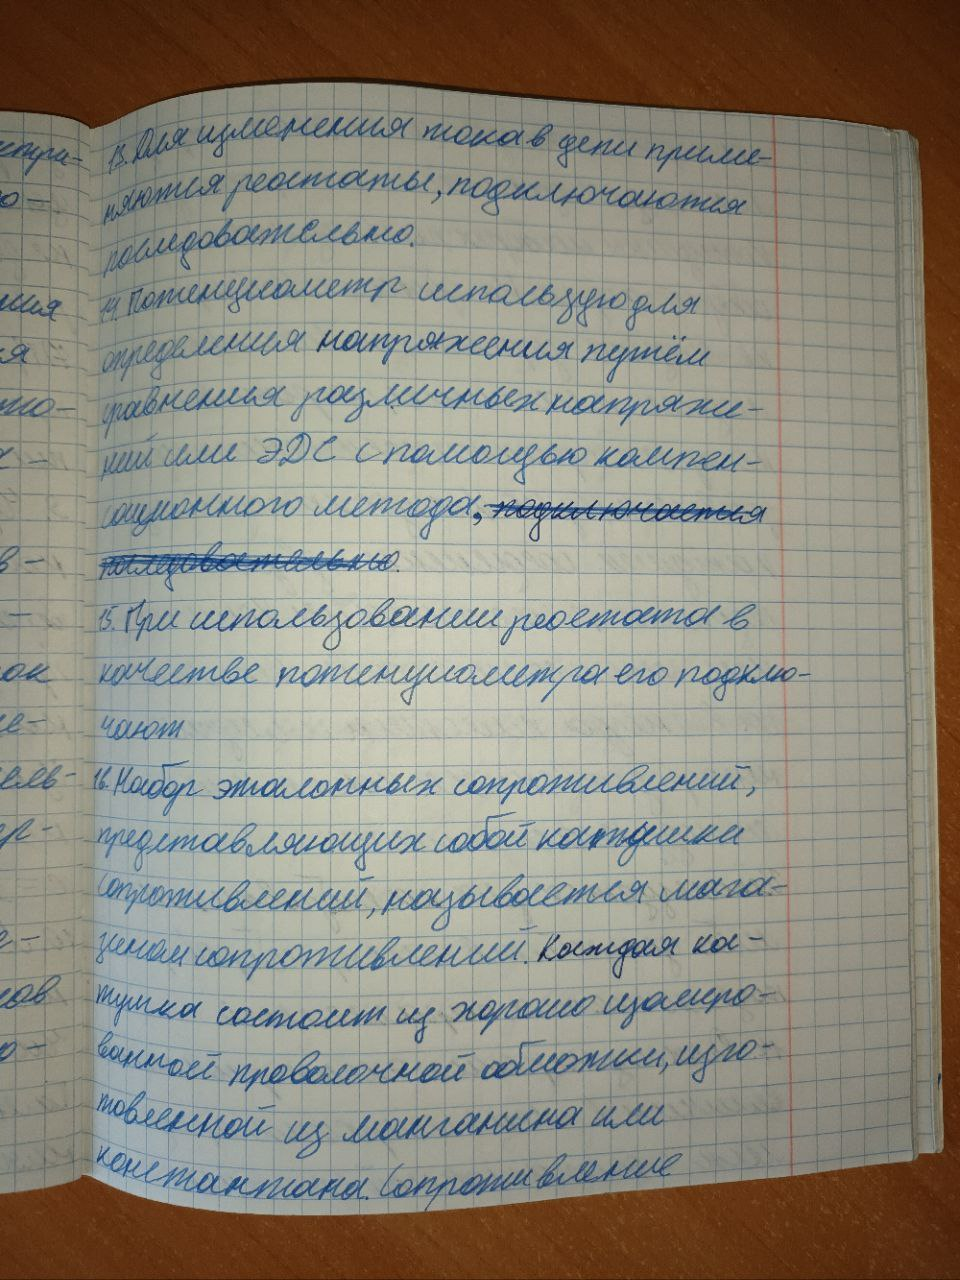 13. Для изменения тока в цепи приме-
няются реостаты, подключаются
последовательно.
14. Потенциометр использую для
определения напряжения путём
сравнения различных напряже-
ний или ЭДС с помощью компен-
сационного метода, подключается
последовательно.
15. При использовании реостата в
качестве потенциометра его подклю-
чают
16. Набор эталонных сопротивлений,
представляющих собой катушки
сопротивлений, называется мага-
зином сопротивлений. Каждая ка-
тушка состоит из хорошо изолиро-
ванной проволочной обмотки, изго-
товленной из манганина или
константана. Сопротивление